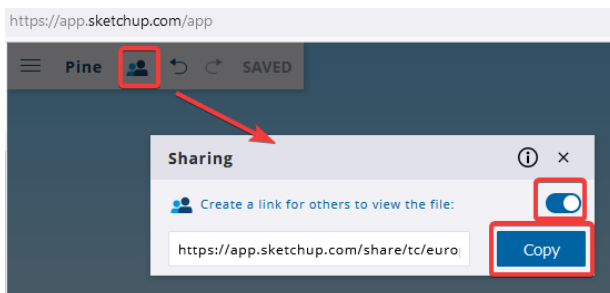 https://app.sketchup.com/app
Pine SAVED
Sharing
Create a link for others to view the file:
https://app.sketchup.com/share/tc/euro
Copy